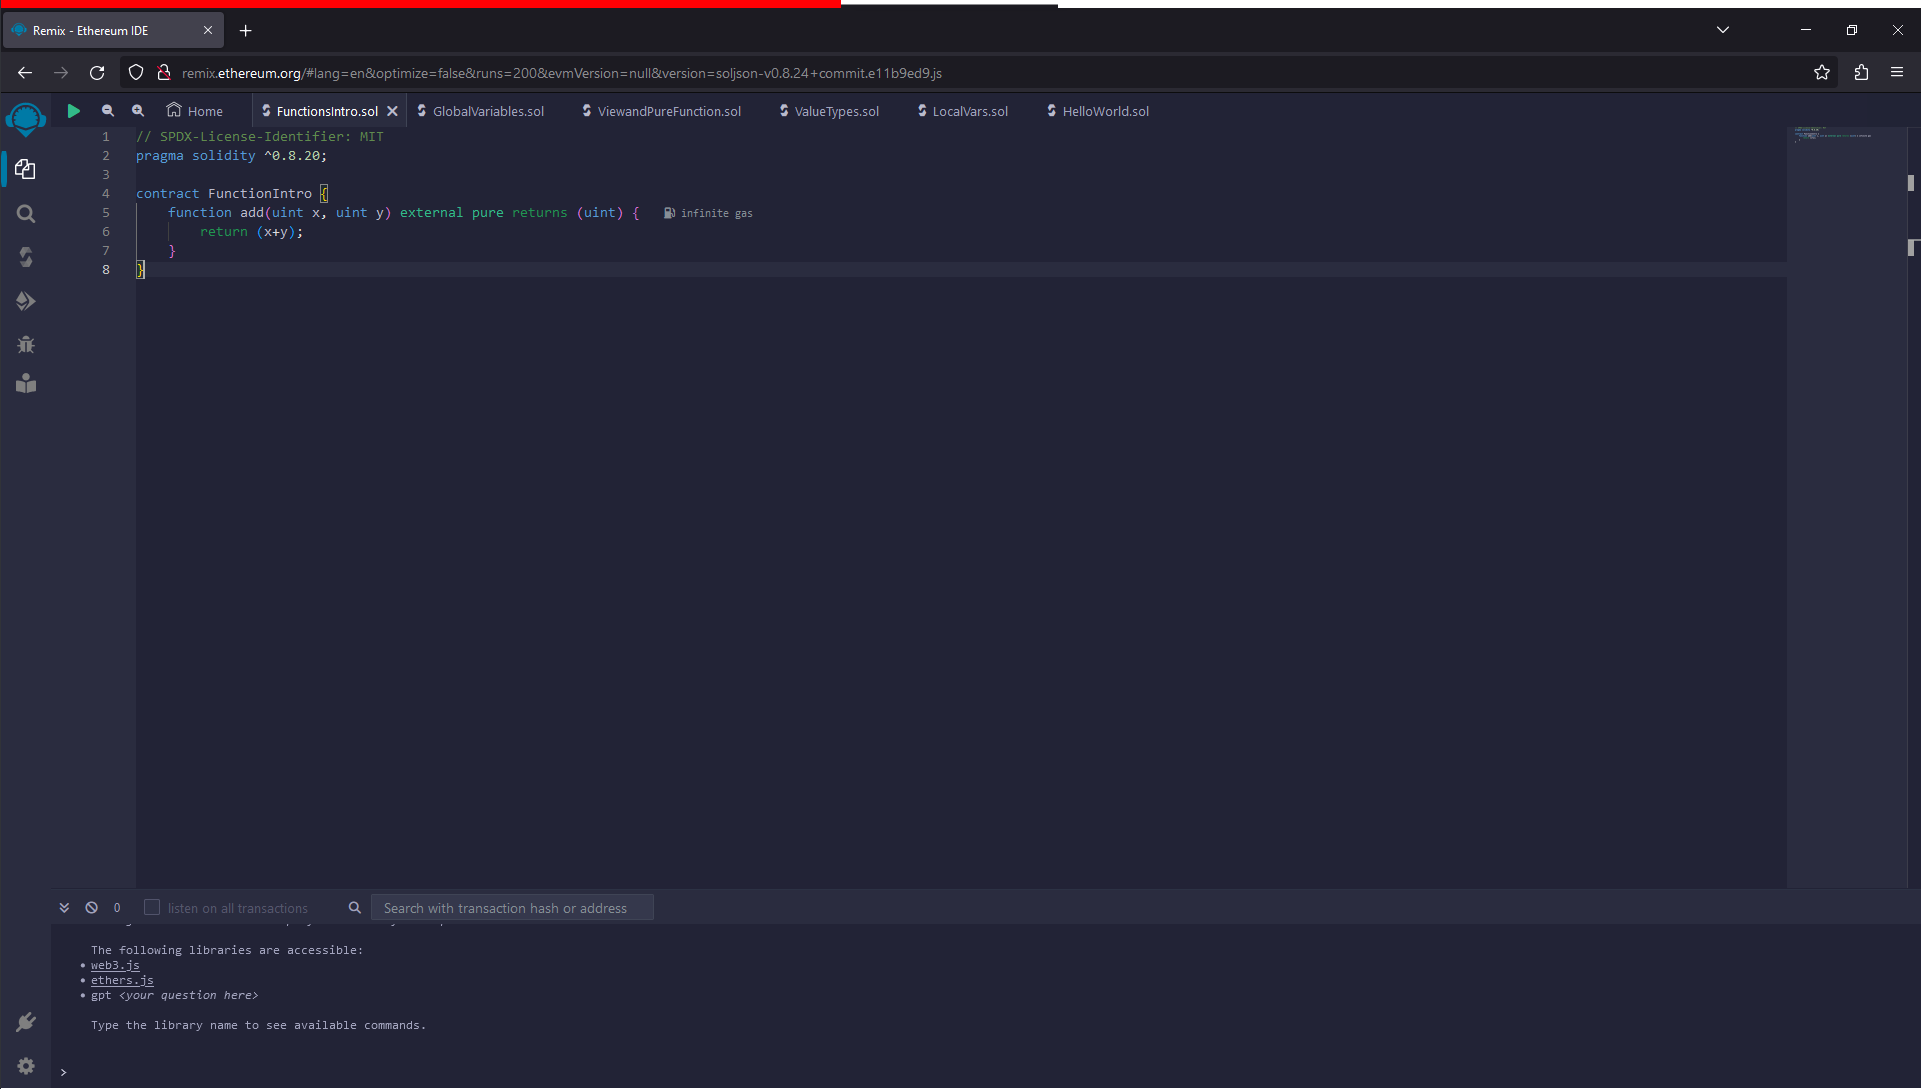 Remix - Ethereum IDE
remix.ethereum.org/#lang=en&optimize=false&runs=200&evmVersion=null&version=soljson-v0.8.24+commit.e11b9ed9.js
Home FunctionsIntro.sol GlobalVariables.sol ViewandPureFunction.sol ValueTypes.sol LocalVars.sol HelloWorld.sol
1 // SPDX-License-Identifier: MIT
2 pragma solidity ^0.8.20;
3
4 contract FunctionIntro {
5 function add(uint x, uint y) external pure returns (uint) { infinite gas
6 return (x+y);
7 }
8 }
0 listen on all transactions Search with transaction hash or address
The following libraries are accessible:
• web3.js
• ethers.js
• gpt <your question here>
Type the library name to see available commands.
>